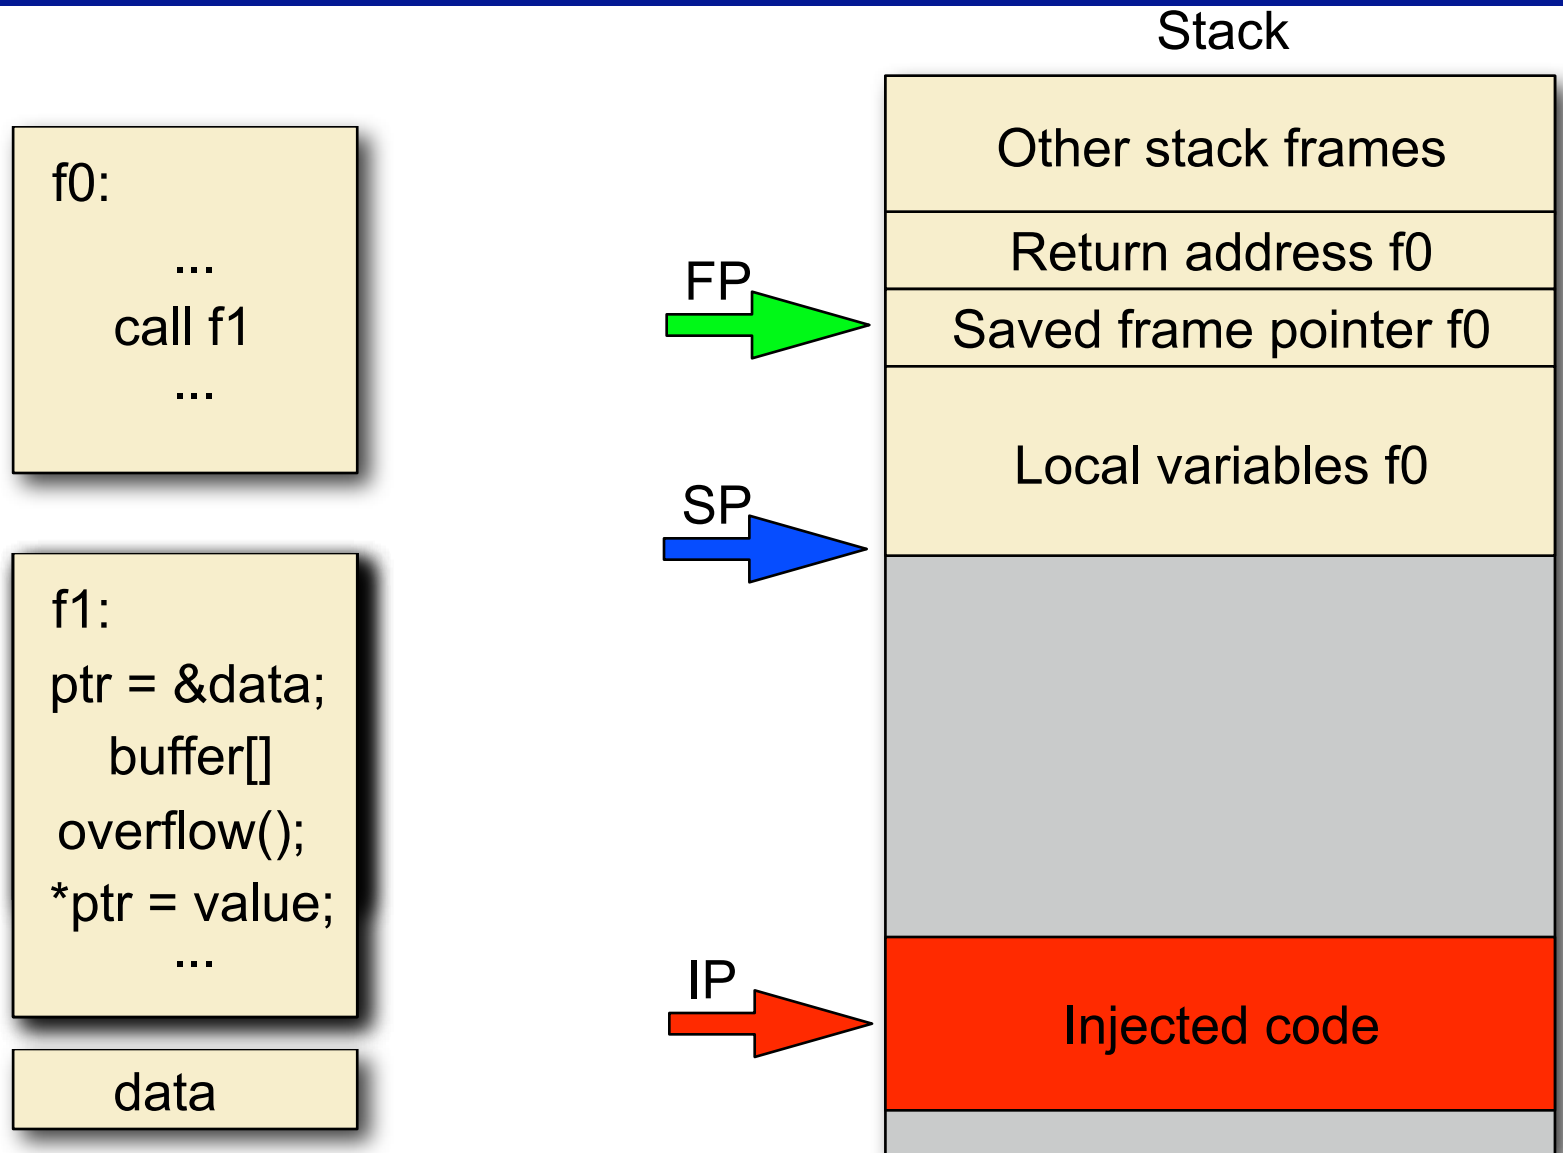 Stack
f0:
...
call f1
...
f1:
ptr = &data;
buffer[]
overflow();
*ptr = value;
...
data
FP
SP
IP
Other stack frames
Return address f0
Saved frame pointer f0
Local variables f0
Injected code